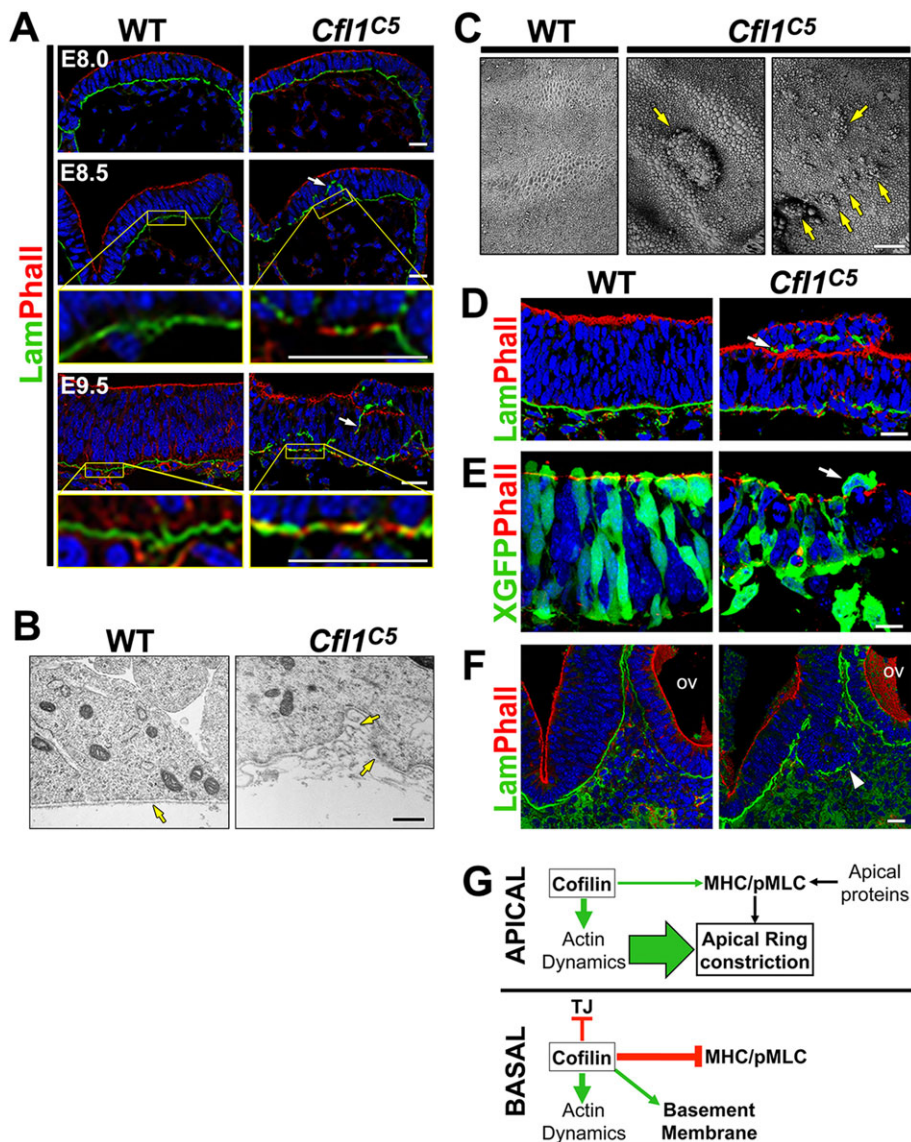 A
WT
Cfl1C5
E8.0
E8.5
E9.5
LamPhall
B
WT
Cfl1C5
C
WT
Cfl1C5
WT
Cfl1C5
D
LamPhall
E
XGFPPhall
F
LamPhall
ov
ov
G
APICAL
Cofilin
MHC/pMLC
Apical
proteins
Actin
Dynamics
Apical Ring
constriction
BASAL
TJ
Cofilin
MHC/pMLC
Actin
Dynamics
Basement
Membrane